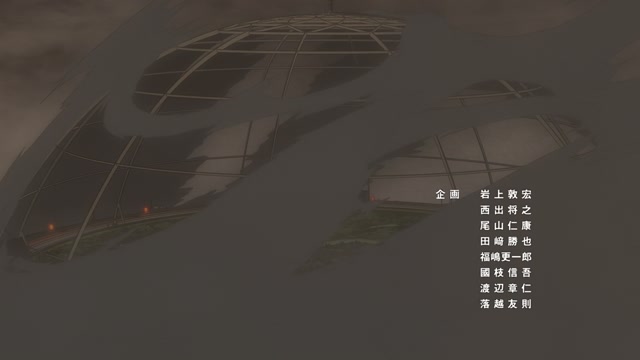 企画 岩上敦宏
西出将之
尾山仁康
田﨑勝也
福嶋更一郎
國枝信吾
渡辺章仁
落越友則